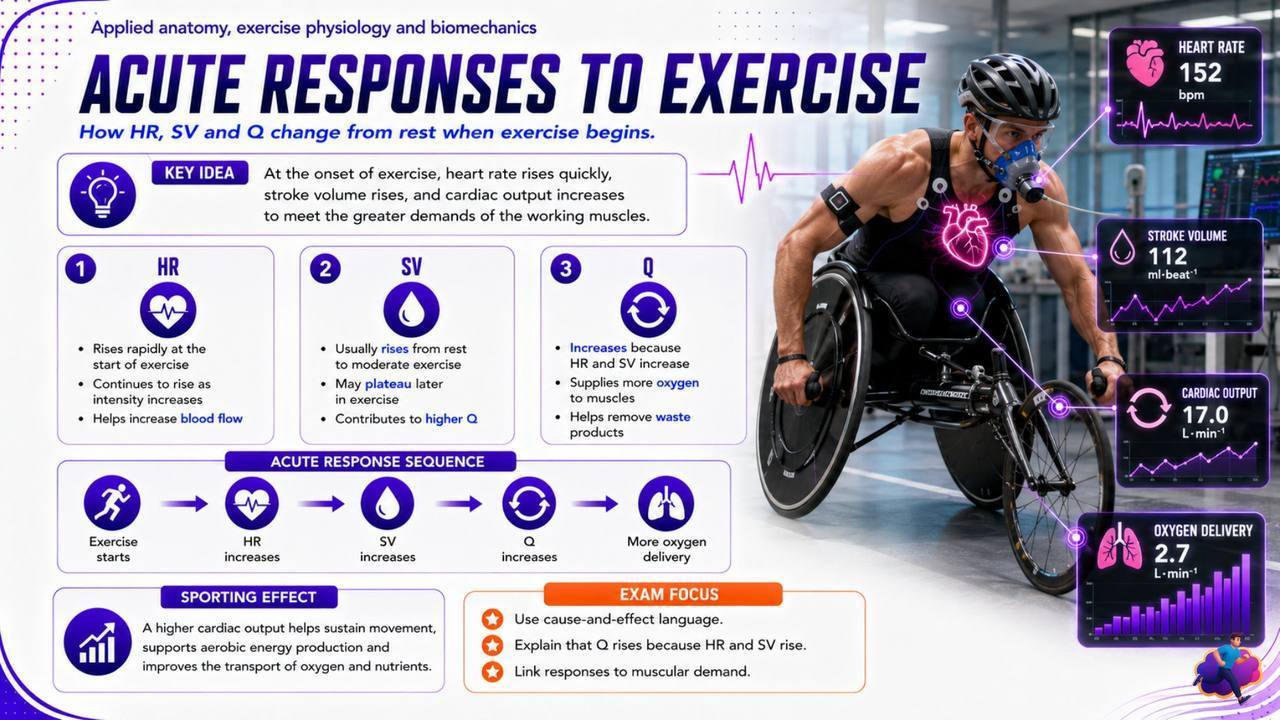 Applied anatomy, exercise physiology and biomechanics
ACUTE RESPONSES TO EXERCISE
How HR, SV and Q change from rest when exercise begins.
KEY IDEA
At the onset of exercise, heart rate rises quickly,
stroke volume rises, and cardiac output increases
to meet the greater demands of the working muscles.
1
HR
• Rises rapidly at the
start of exercise
• Continues to rise as
intensity increases
• Helps increase blood flow
2
SV
• Usually rises from rest
to moderate exercise
• May plateau later
in exercise
• Contributes to higher Q
3
Q
• Increases because
HR and SV increase
• Supplies more oxygen
to muscles
• Helps remove waste
products
ACUTE RESPONSE SEQUENCE
Exercise
starts
HR
increases
SV
increases
Q
increases
More oxygen
delivery
SPORTING EFFECT
A higher cardiac output helps sustain movement,
supports aerobic energy production and
improves the transport of oxygen and nutrients.
EXAM FOCUS
Use cause-and-effect language.
Explain that Q rises because HR and SV rise.
Link responses to muscular demand.
HEART RATE
152
bpm
STROKE VOLUME
112
ml·beat⁻¹
CARDIAC OUTPUT
17.0
L·min⁻¹
OXYGEN DELIVERY
2.7
L·min⁻¹